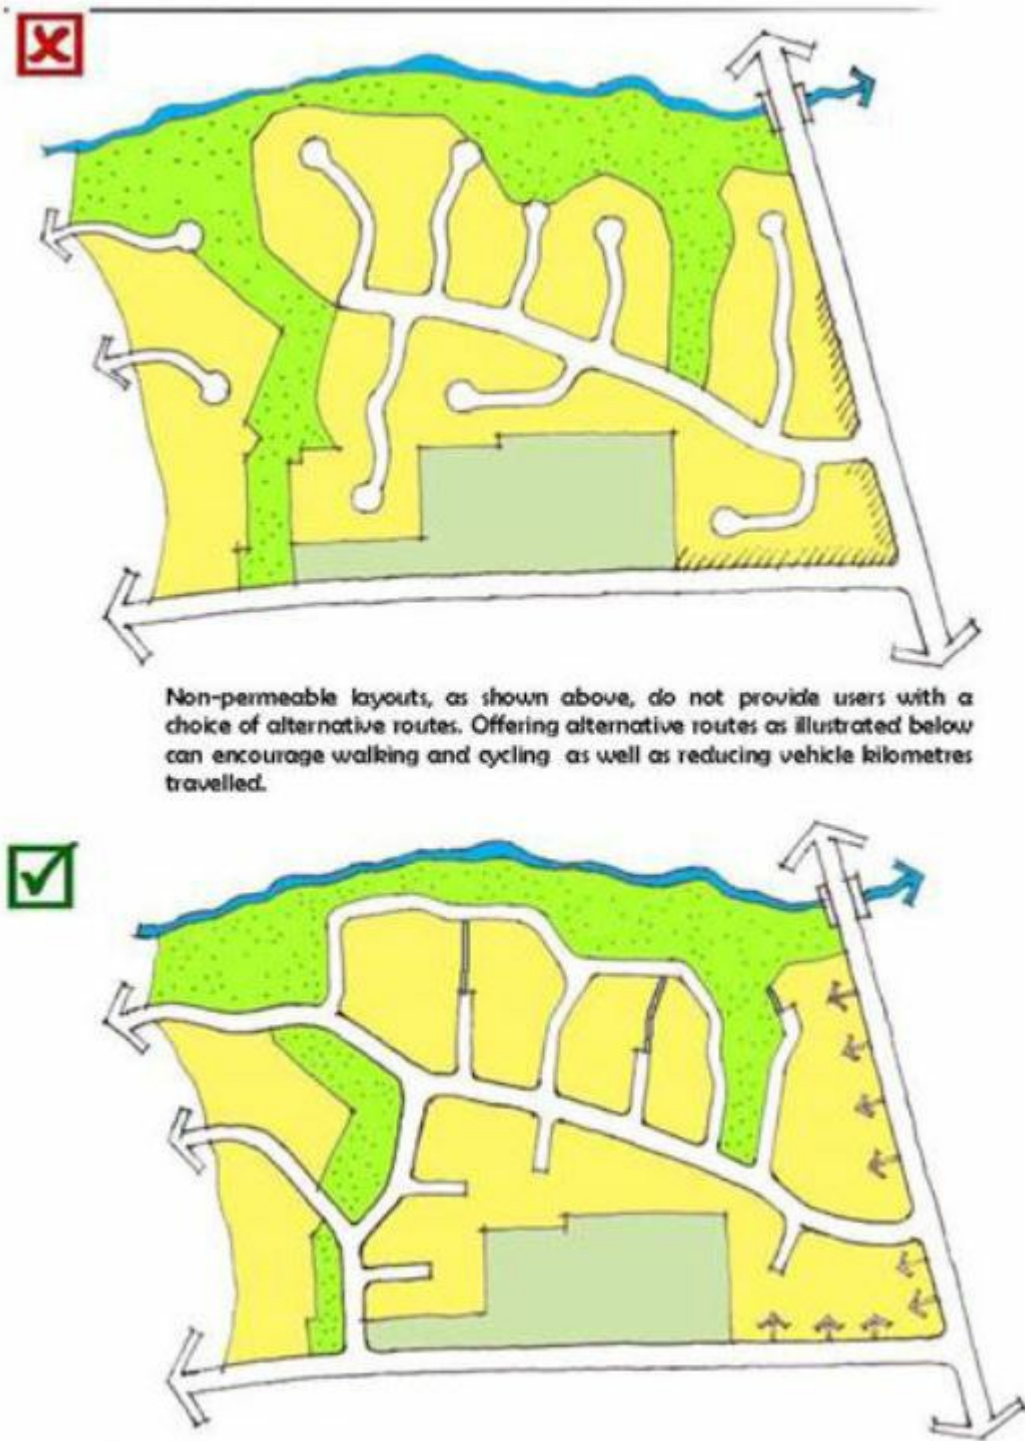 Non-permeable layouts, as shown above, do not provide users with a
choice of alternative routes. Offering alternative routes as illustrated below
can encourage walking and cycling as well as reducing vehicle kilometres
travelled.